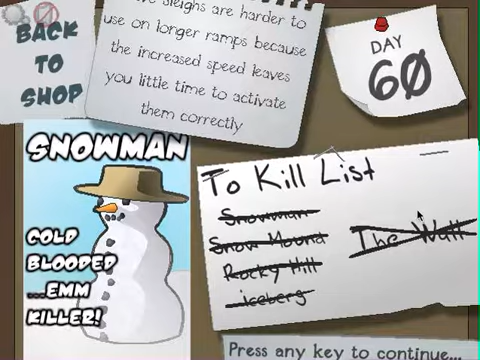 BACK
TO
SHOP
sleighs are harder to
use on longer ramps because
the increased speed leaves
you little time to activate
them correctly
DAY
60
SNOWMAN
COLD
BLOODED
...EMM
KILLER!
To Kill List
Snowman
Snow Mound
Rocky Hill
iceberg
The Wall
Press any key to continue...